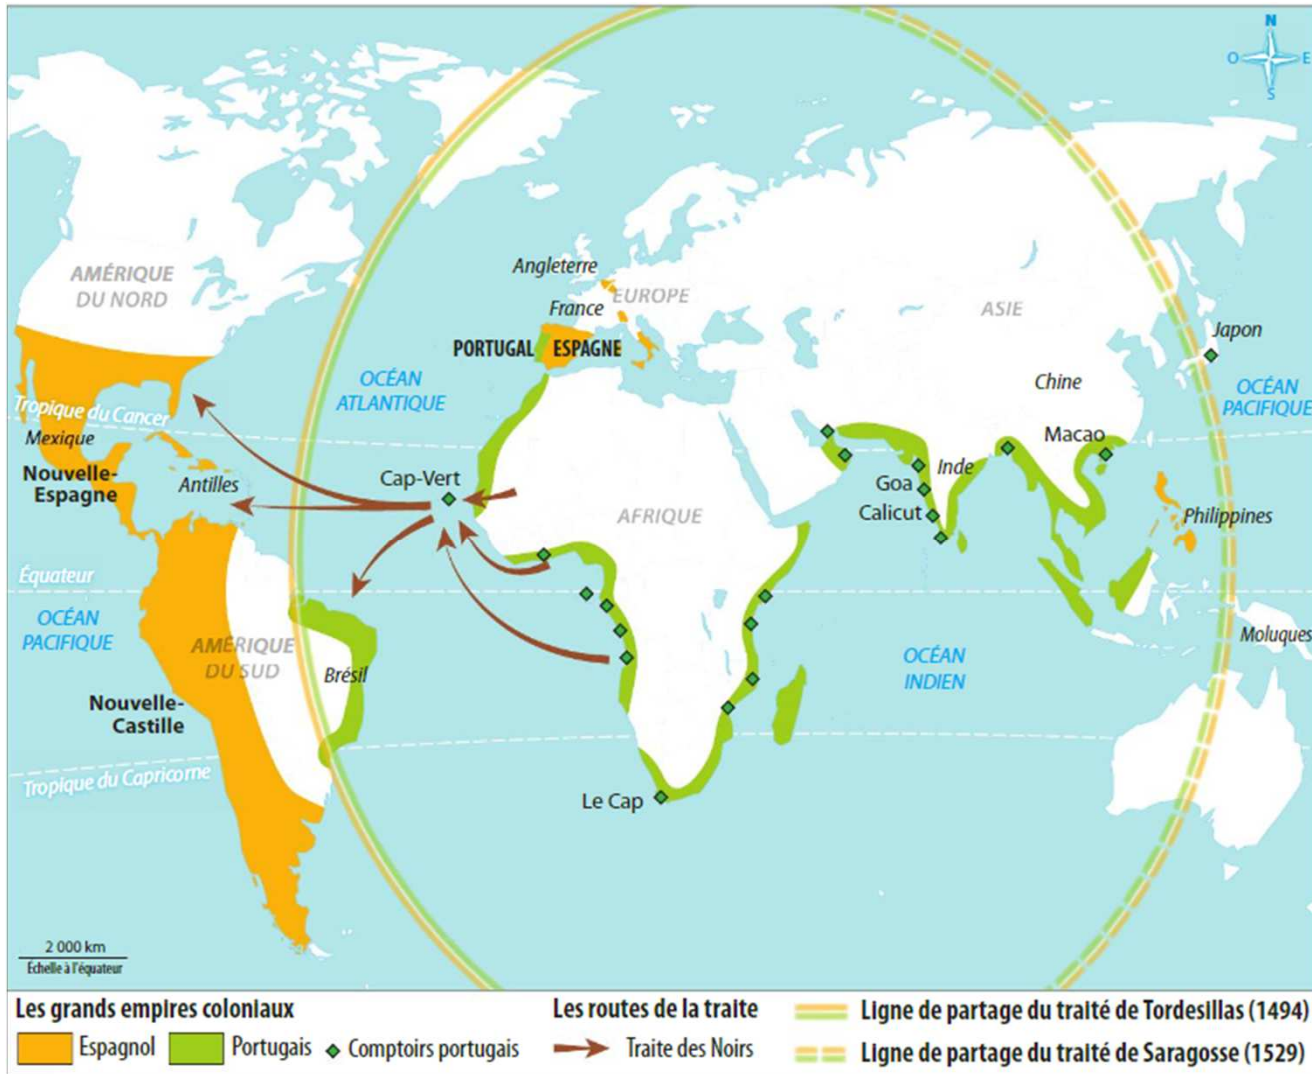 N
O
E
S
AMÉRIQUE
DU NORD
Angleterre
EUROPE
France
ASIE
PORTUGAL
ESPAGNE
Japon
OCÉAN
ATLANTIQUE
Chine
OCÉAN
PACIFIQUE
Tropique du Cancer
Mexique
Macao
Nouvelle-
Espagne
Antilles
Cap-Vert
Inde
Goa
Calicut
AFRIQUE
Philippines
Équateur
OCÉAN
PACIFIQUE
AMÉRIQUE
DU SUD
Brésil
Moluques
OCÉAN
INDIEN
Nouvelle-
Castille
Tropique du Capricorne
Le Cap
2 000 km
Échelle à l'équateur
Les grands empires coloniaux
Espagnol
Portugais
Comptoirs portugais
Les routes de la traite
Traite des Noirs
Ligne de partage du traité de Tordesillas (1494)
Ligne de partage du traité de Saragosse (1529)